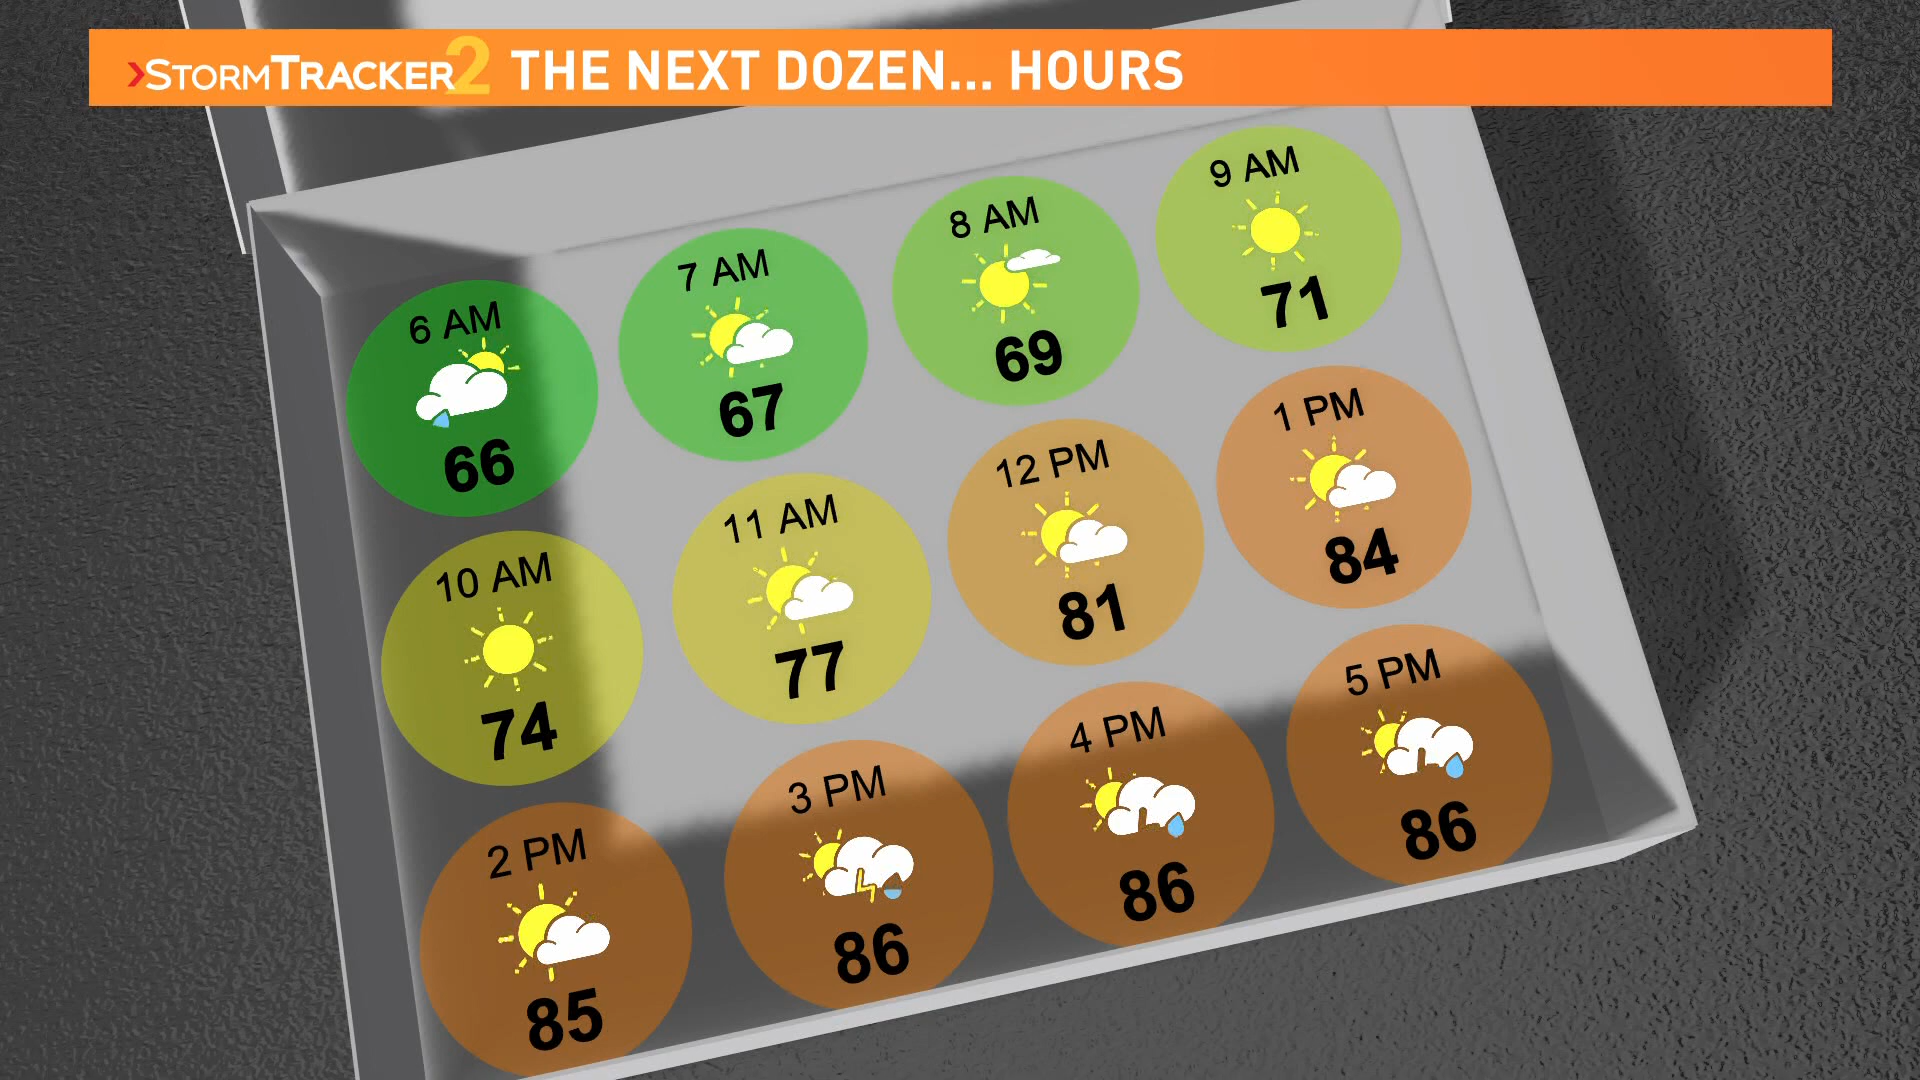 STORMTRACKER2 THE NEXT DOZEN... HOURS
6 AM
66
7 AM
67
8 AM
69
9 AM
71
10 AM
74
11 AM
77
12 PM
81
1 PM
84
2 PM
85
3 PM
86
4 PM
86
5 PM
86